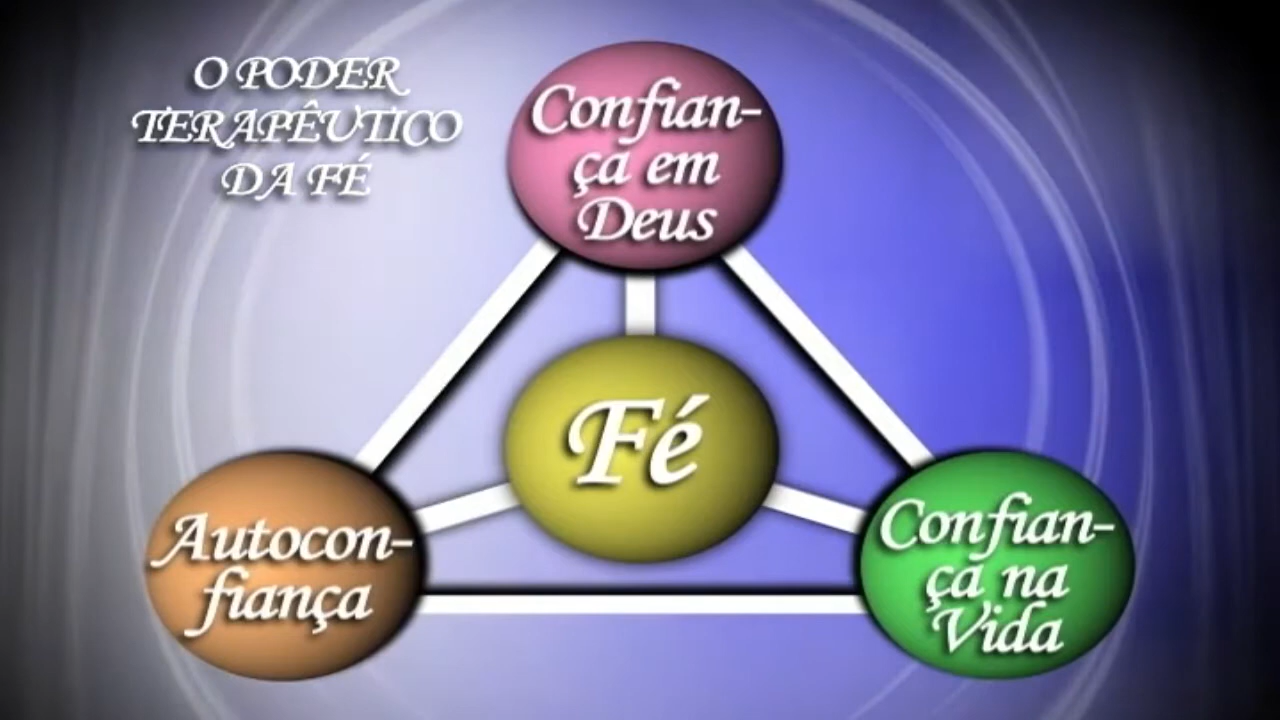 O PODER
TERAPÊUTICO
DA FÉ
Confian-
ça em
Deus
Fé
Autocon-
fiança
Confian-
ça na
Vida